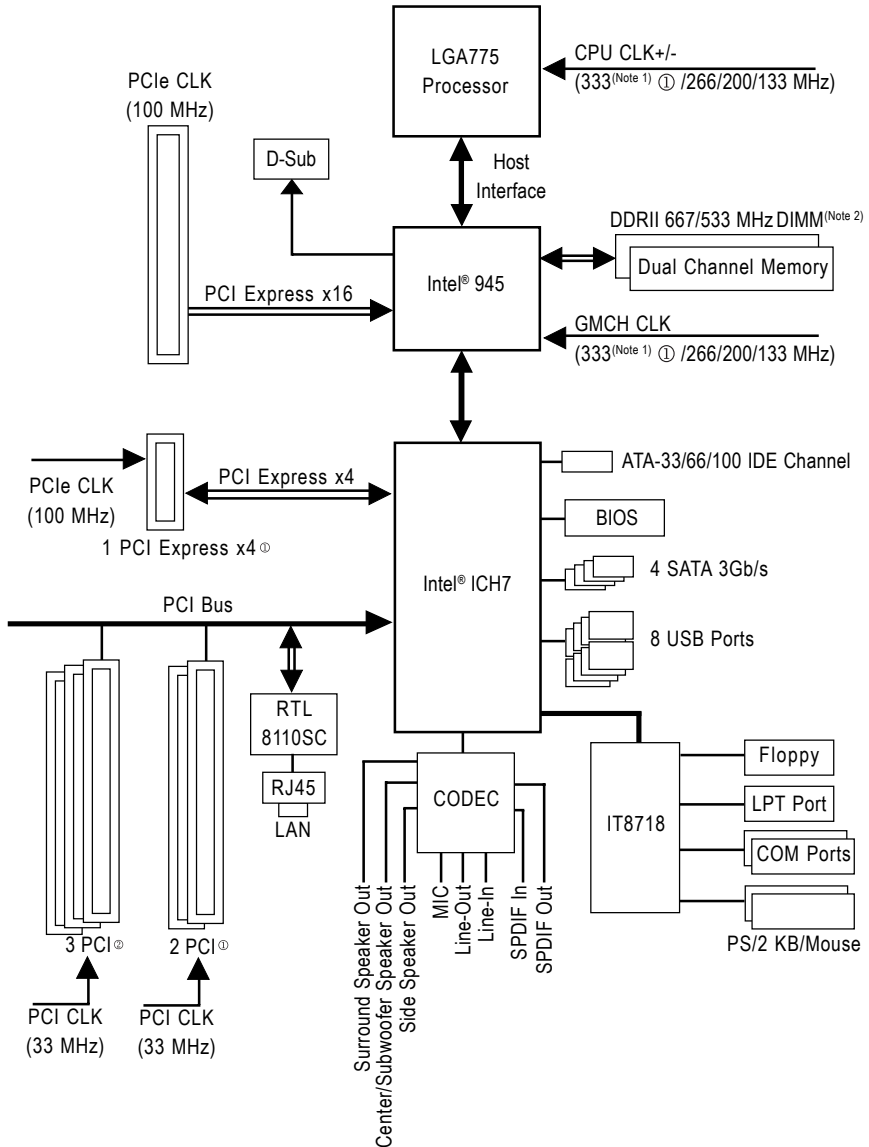 LGA775
Processor
CPU CLK+/-
(333(Note 1) ① /266/200/133 MHz)
PCIe CLK
(100 MHz)
D-Sub
Host
Interface
DDRII 667/533 MHz DIMM(Note 2)
Dual Channel Memory
Intel® 945
PCI Express x16
GMCH CLK
(333(Note 1) ① /266/200/133 MHz)
PCI Express x4
PCIe CLK
(100 MHz)
1 PCI Express x4 ①
ATA-33/66/100 IDE Channel
BIOS
Intel® ICH7
4 SATA 3Gb/s
PCI Bus
8 USB Ports
RTL
8110SC
RJ45
LAN
CODEC
IT8718
Floppy
LPT Port
COM Ports
PS/2 KB/Mouse
3 PCI ②
2 PCI ①
PCI CLK
(33 MHz)
PCI CLK
(33 MHz)
Surround Speaker Out
Center/Subwoofer Speaker Out
Side Speaker Out
MIC
Line-Out
Line-In
SPDIF In
SPDIF Out